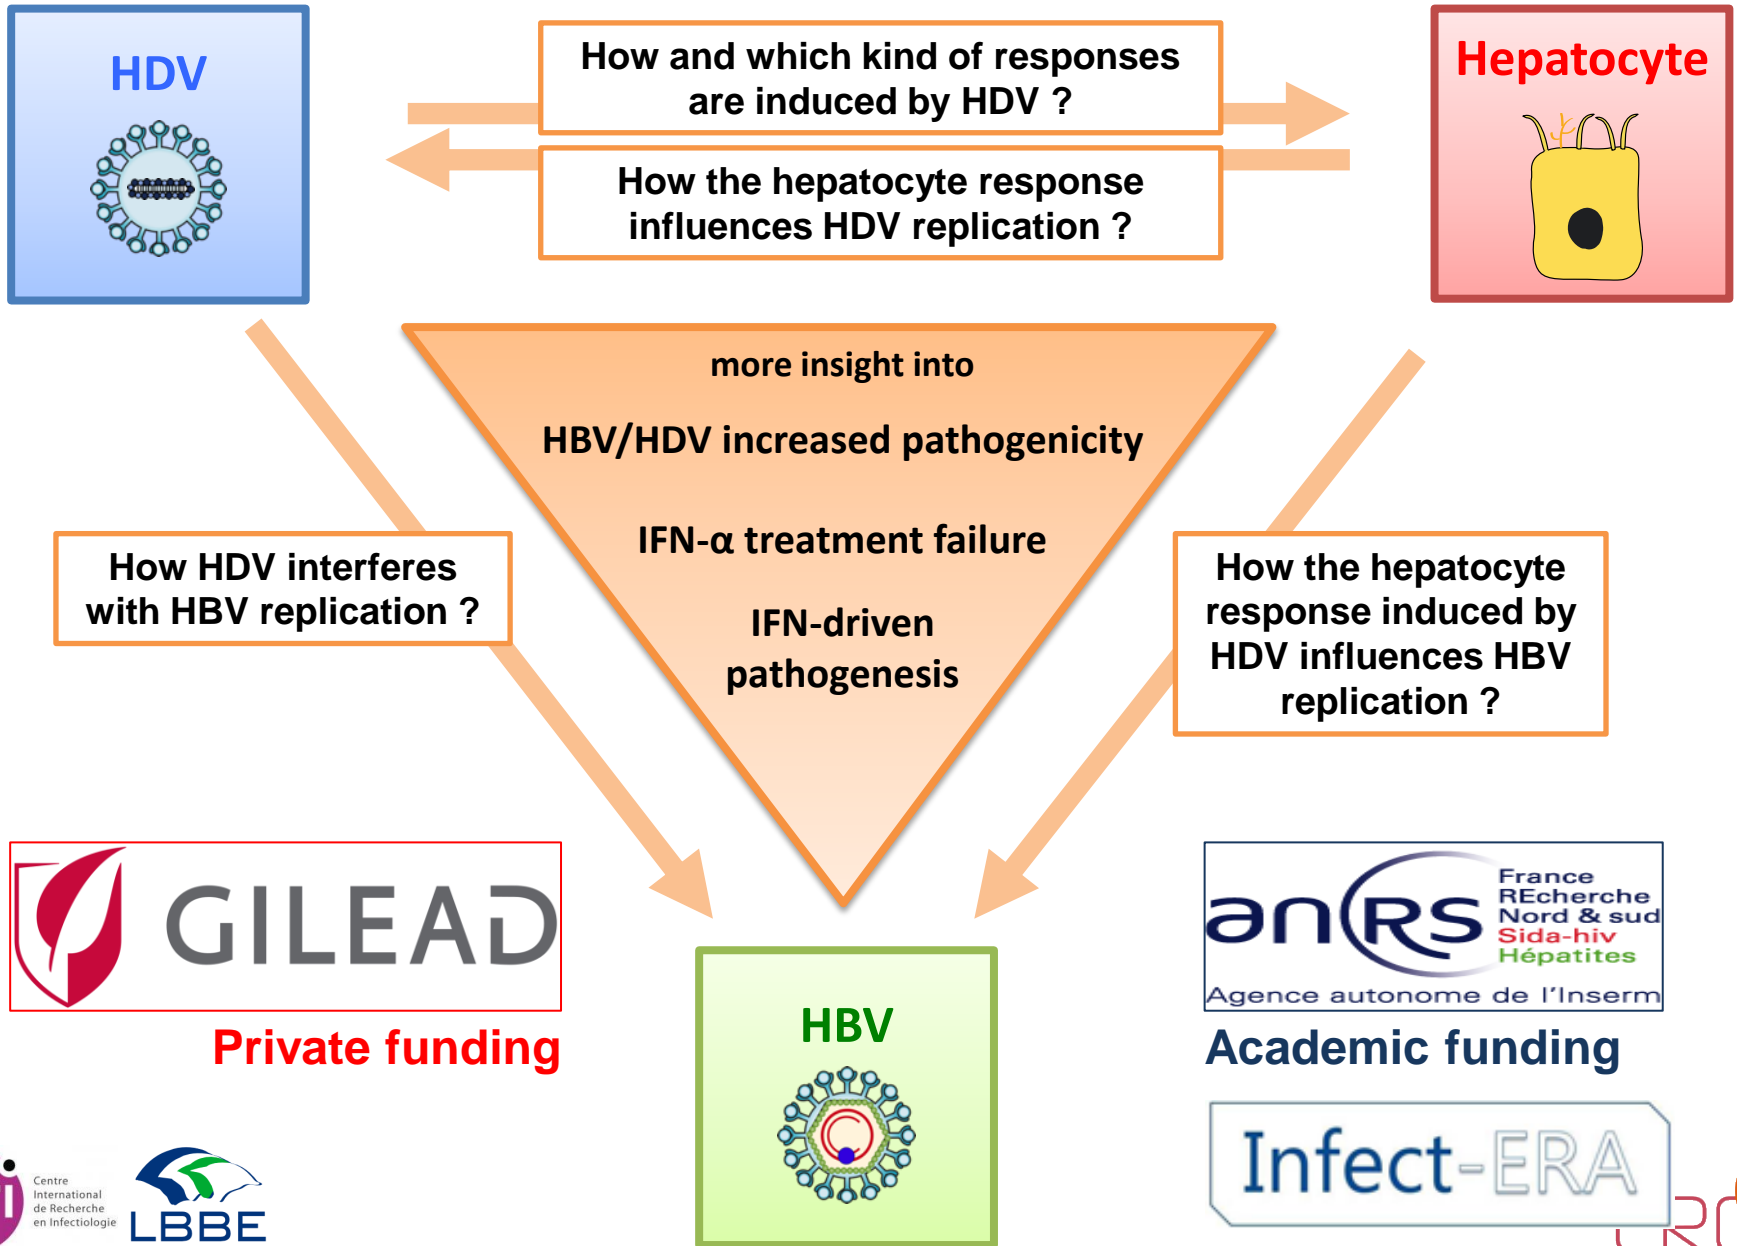 HDV
How and which kind of responses
are induced by HDV ?
Hepatocyte
How the hepatocyte response
influences HDV replication ?
more insight into
HBV/HDV increased pathogenicity
IFN-α treatment failure
IFN-driven
pathogenesis
How HDV interferes
with HBV replication ?
How the hepatocyte
response induced by
HDV influences HBV
replication ?
GILEAD
Private funding
anRS
France
REcherche
Nord & sud
Sida-hiv
Hépatites
Agence autonome de l'Inserm
Academic funding
HBV
Infect-ERA
Centre
International
de Recherche
en Infectiologie
LBBE